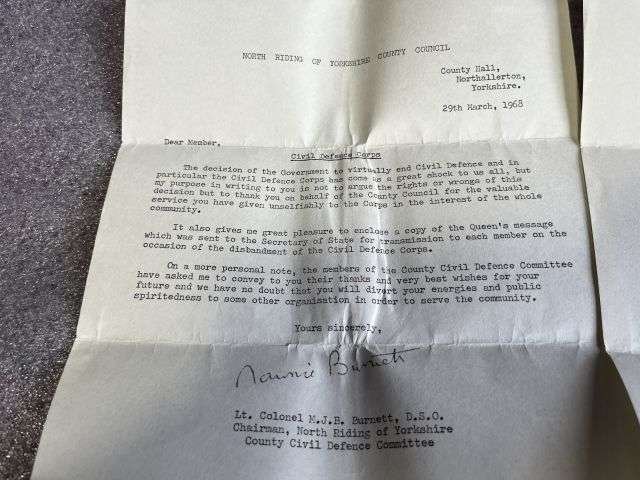 NORTH RIDING OF YORKSHIRE COUNTY COUNCIL
County Hall,
Northallerton,
Yorkshire.
29th March, 1968
Dear Member,
Civil Defence Corps
The decision of the Government to virtually end Civil Defence and in
particular the Civil Defence Corps has come as a great shock to us all, but
my purpose in writing to you is not to argue the rights or wrongs of this
decision but to thank you on behalf of the County Council for the valuable
service you have given unselfishly to the Corps in the interest of the whole
community.
It also gives me great pleasure to enclose a copy of the Queen's message
which was sent to the Secretary of State for transmission to each member on the
occasion of the disbandment of the Civil Defence Corps.
On a more personal note, the members of the County Civil Defence Committee
have asked me to convey to you their thanks and very best wishes for your
future and we have no doubt that you will divert your energies and public
spiritedness to some other organisation in order to serve the community.
Yours sincerely,
Maurice Burnett
Lt. Colonel M.J.B. Burnett, D.S.O.
Chairman, North Riding of Yorkshire
County Civil Defence Committee